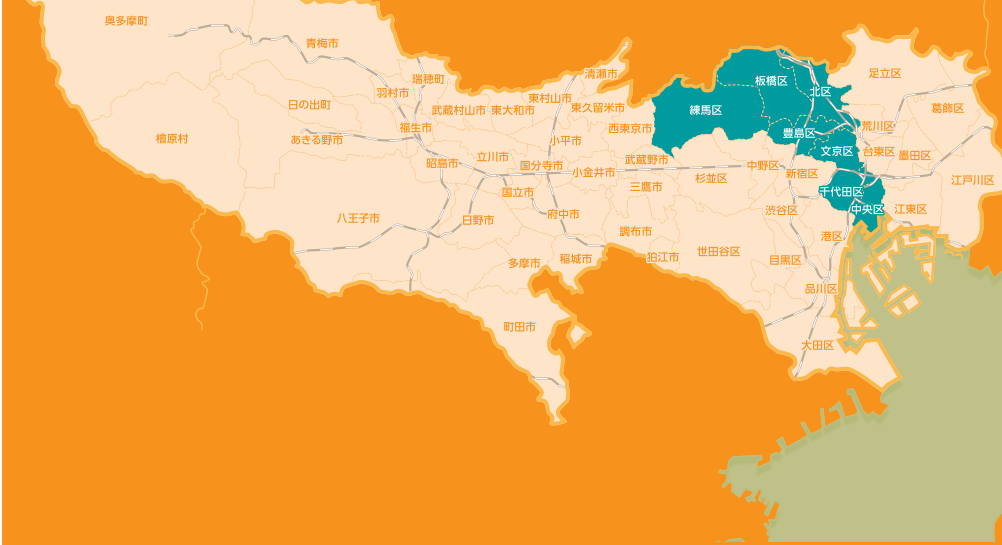 奥多摩町
青梅市
瑞穂町
清瀬市
足立区
板橋区
羽村市
北区
日の出町
武蔵村山市
東大和市
東村山市
東久留米市
練馬区
葛飾区
檜原村
あきる野市
福生市
小平市
西東京市
豊島区
荒川区
昭島市
立川市
国分寺市
小金井市
武蔵野市
中野区
文京区
台東区
墨田区
国立市
三鷹市
杉並区
新宿区
千代田区
江戸川区
八王子市
日野市
府中市
渋谷区
中央区
江東区
調布市
港区
多摩市
稲城市
狛江市
世田谷区
目黒区
品川区
町田市
大田区